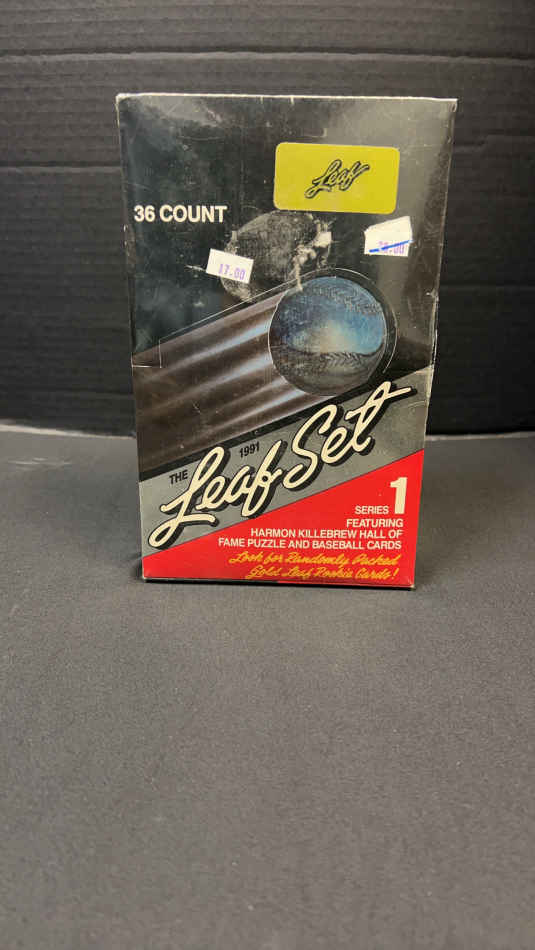 Leaf
36 COUNT
17.00
THE 1991
Leaf Set
SERIES 1
FEATURING
HARMON KILLEBREW HALL OF
FAME PUZZLE AND BASEBALL CARDS
Look for Randomly Packed
Gold Leaf Rookie Cards!